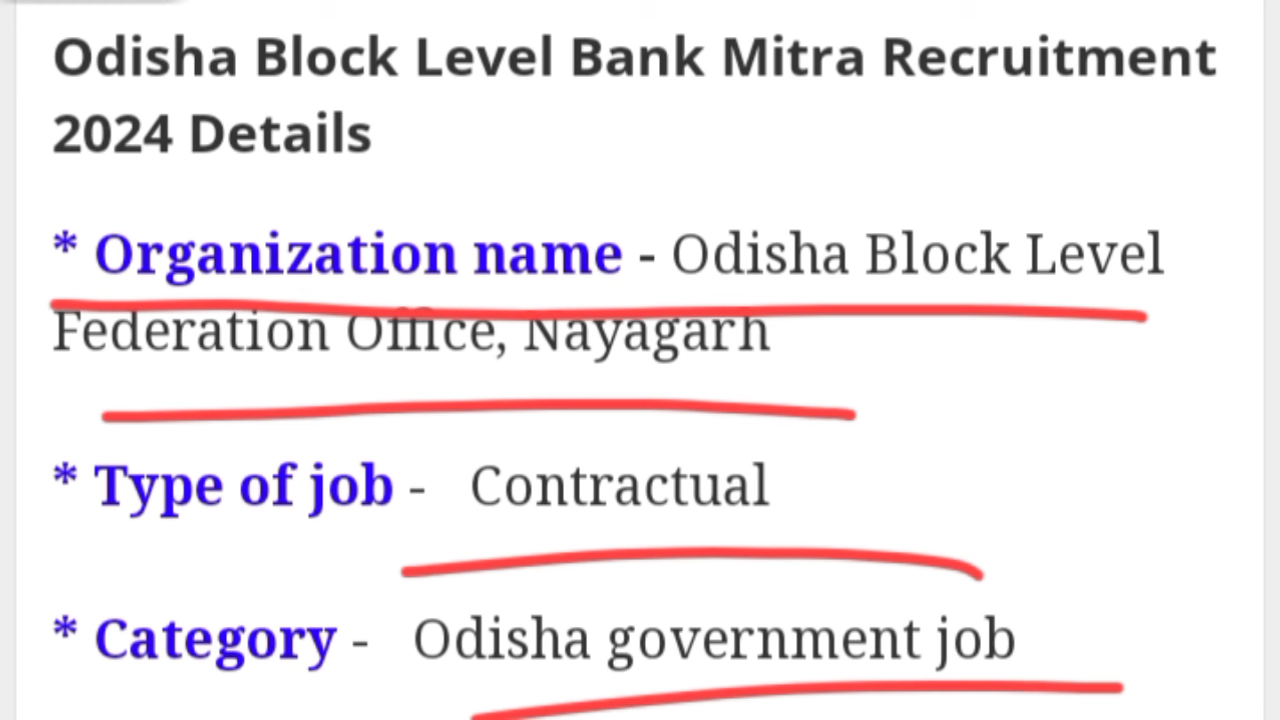 Odisha Block Level Bank Mitra Recruitment
2024 Details
* Organization name - Odisha Block Level
Federation Office, Nayagarh
* Type of job - Contractual
* Category - Odisha government job